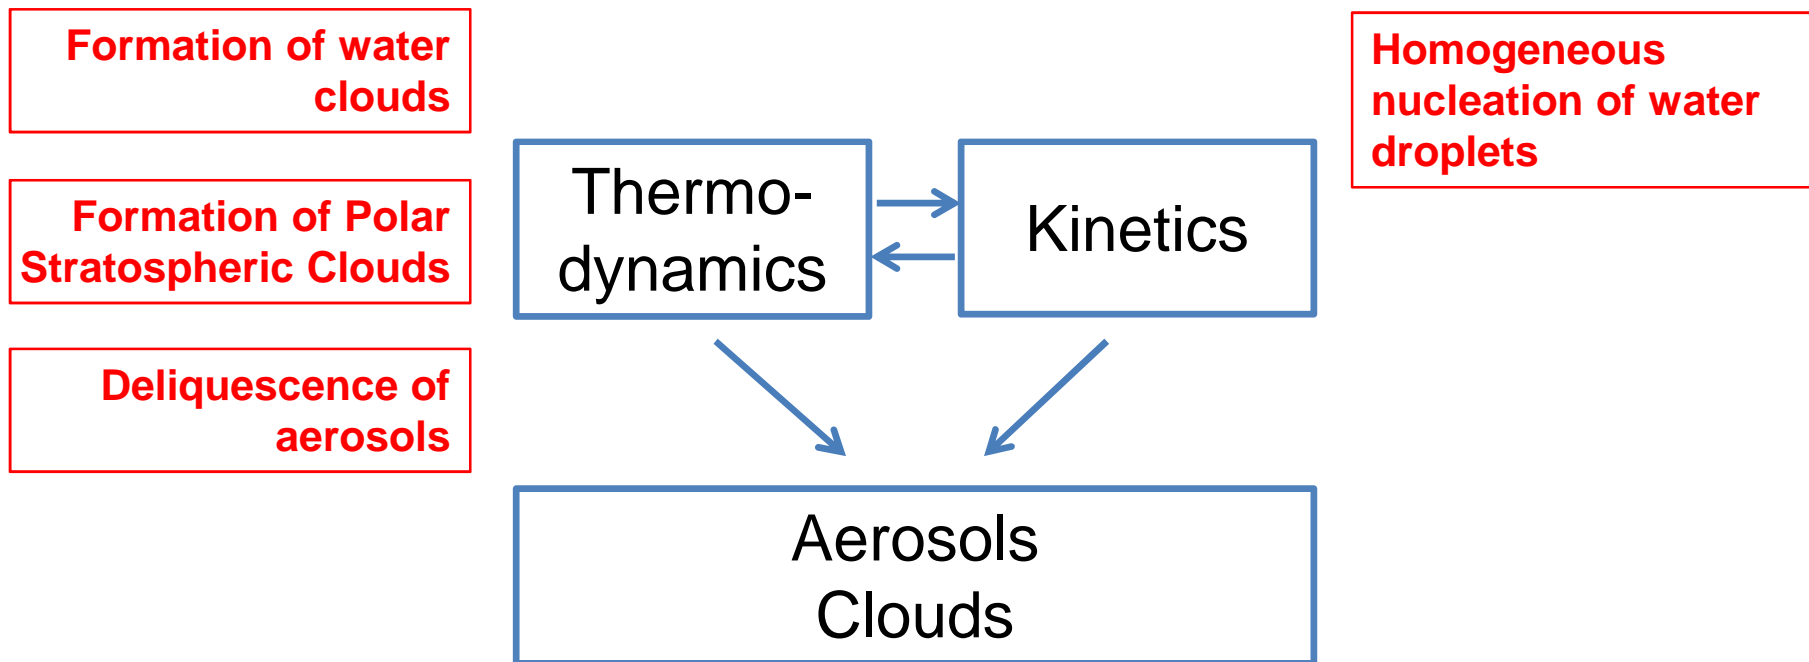 Formation of water
clouds
Formation of Polar
Stratospheric Clouds
Deliquescence of
aerosols
Thermo-
dynamics
Kinetics
Homogeneous
nucleation of water
droplets
Aerosols
Clouds